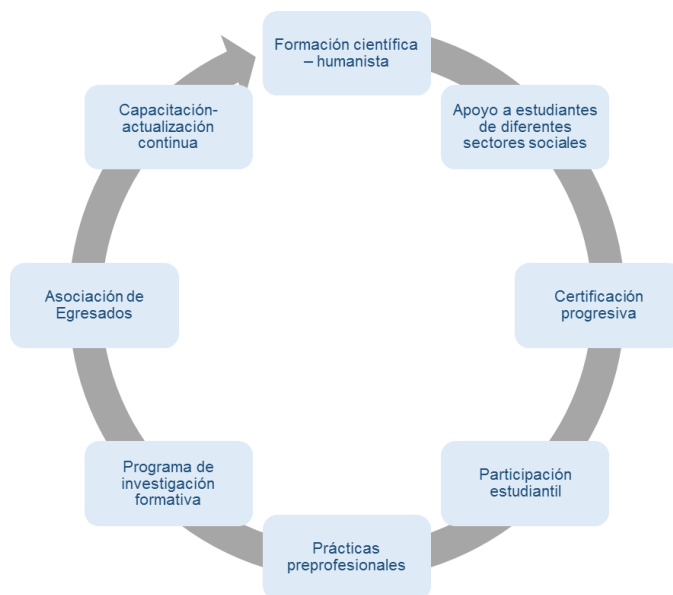 Formación científica
– humanista
Apoyo a estudiantes
de diferentes
sectores sociales
Certificación
progresiva
Participación
estudiantil
Prácticas
preprofesionales
Programa de
investigación
formativa
Asociación de
Egresados
Capacitación-
actualización
continua